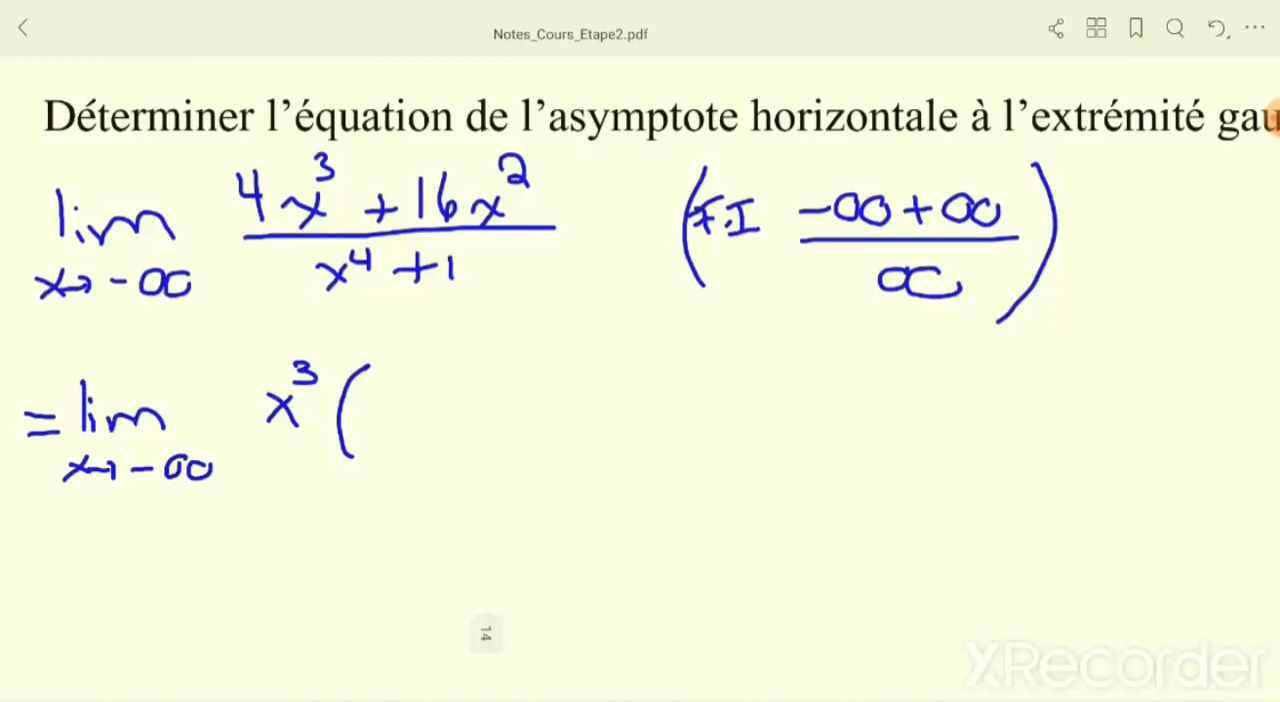 Notes_Cours_Etape2.pdf
Déterminer l'équation de l'asymptote horizontale à l'extrémité gau
lim x→-∞ (4x³ + 16x²)/(x⁴ + 1) (F.I (-∞+∞)/∞)
= lim x→-∞ x³ (
14
XRecorder